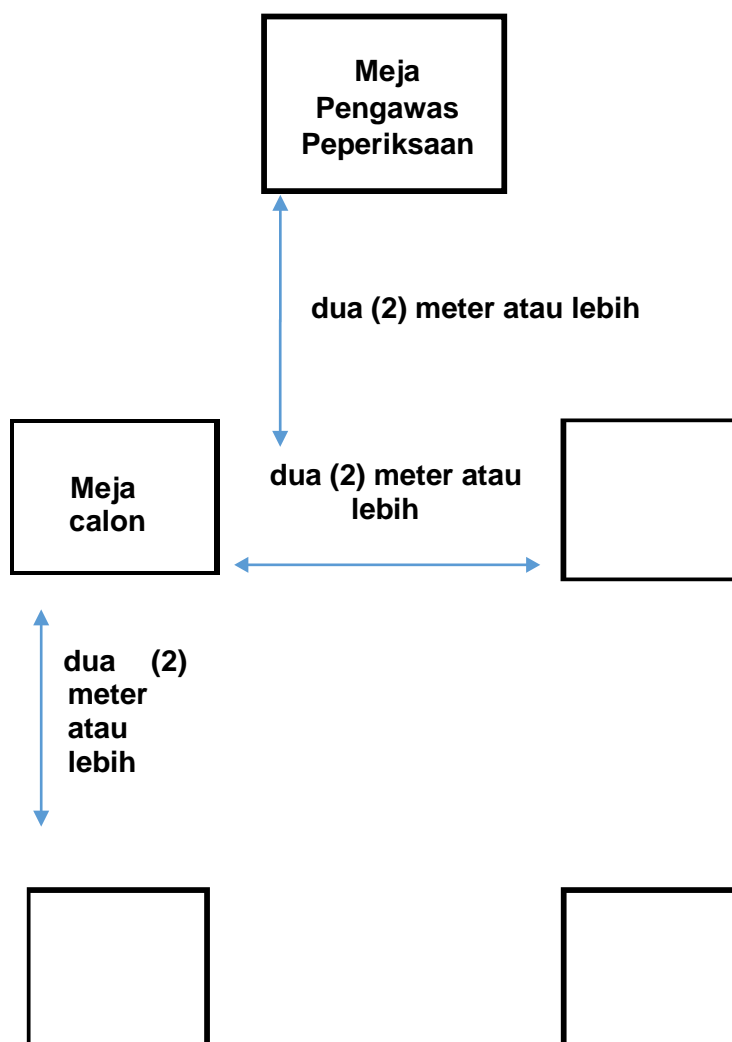 Meja
Pengawas
Peperiksaan
dua (2) meter atau lebih
Meja
calon
dua (2) meter atau
lebih
dua (2)
meter
atau
lebih